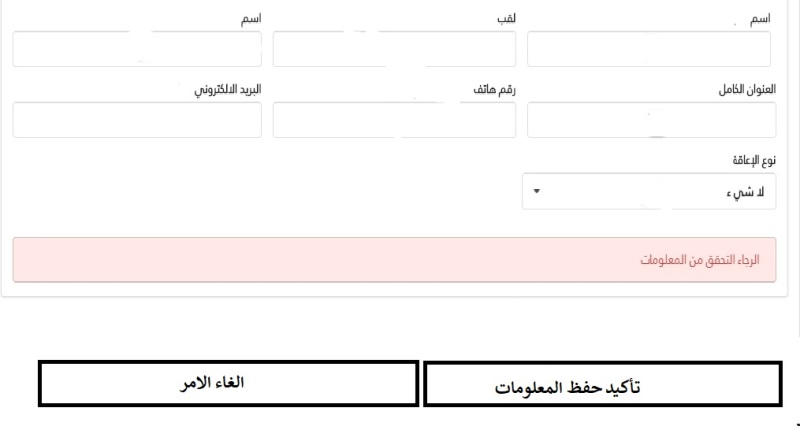 اسم لقب اسم
العنوان الكامل رقم هاتف البريد الالكتروني
نوع الإعاقة
لا شيء
الرجاء التحقق من المعلومات
تأكيد حفظ المعلومات الغاء الامر